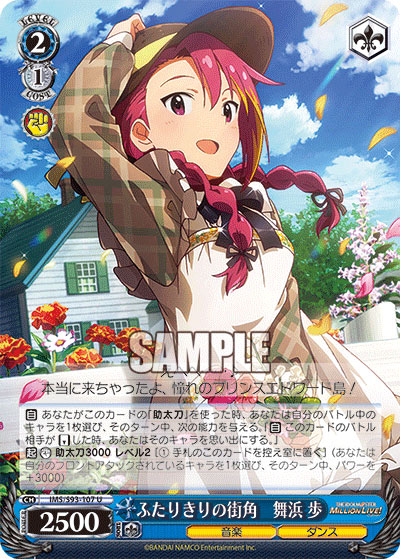 LEVEL
2
1
COST
+2
SAMPLE
本当に来ちゃったよ、憧れのプリンスエドワード島！
【自】 あなたがこのカードの『助太刀』を使った時、あなたは自分のバトル中の
キャラを1枚選び、そのターン中、次の能力を与える。『【自】 このカードのバトル
相手が【リバース】した時、あなたはそのキャラを思い出にする。』
【起】 助太刀3000 レベル2 ［① 手札のこのカードを控え室に置く］ (あなたは
自分のフロントアタックされているキャラを1枚選び、そのターン中、パワーを
+3000)
CH IMS/S93-107 U
POWER
2500
ふたりきりの街角 舞浜 歩
THE IDOLM@STER
MILLION LIVE!
音楽
ダンス
©BANDAI NAMCO Entertainment Inc.